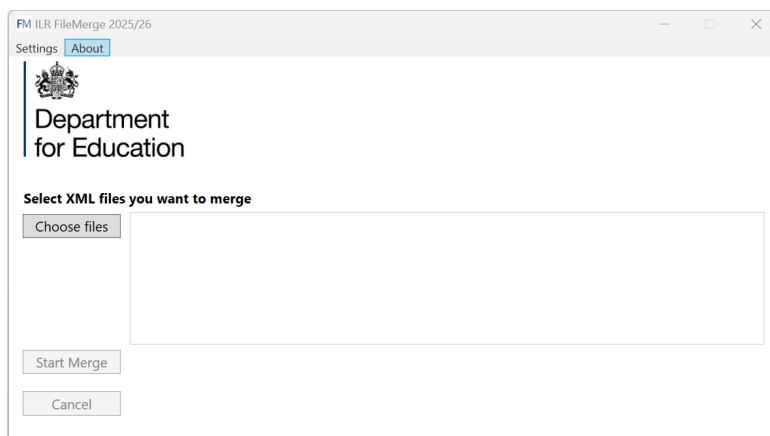 FM ILR FileMerge 2025/26
Settings About
Department
for Education
Select XML files you want to merge
Choose files
Start Merge
Cancel